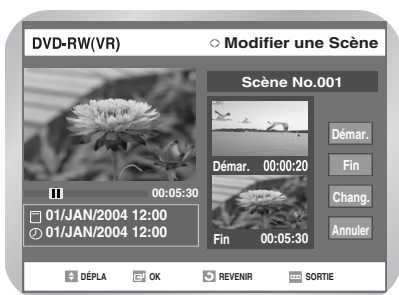 DVD-RW(VR)
Modifier une Scène
Scène No.001
Démar. 00:00:20
Fin 00:05:30
00:05:30
01/JAN/2004 12:00
01/JAN/2004 12:00
Démar.
Fin
Chang.
Annuler
DÉPLA
OK
REVENIR
SORTIE